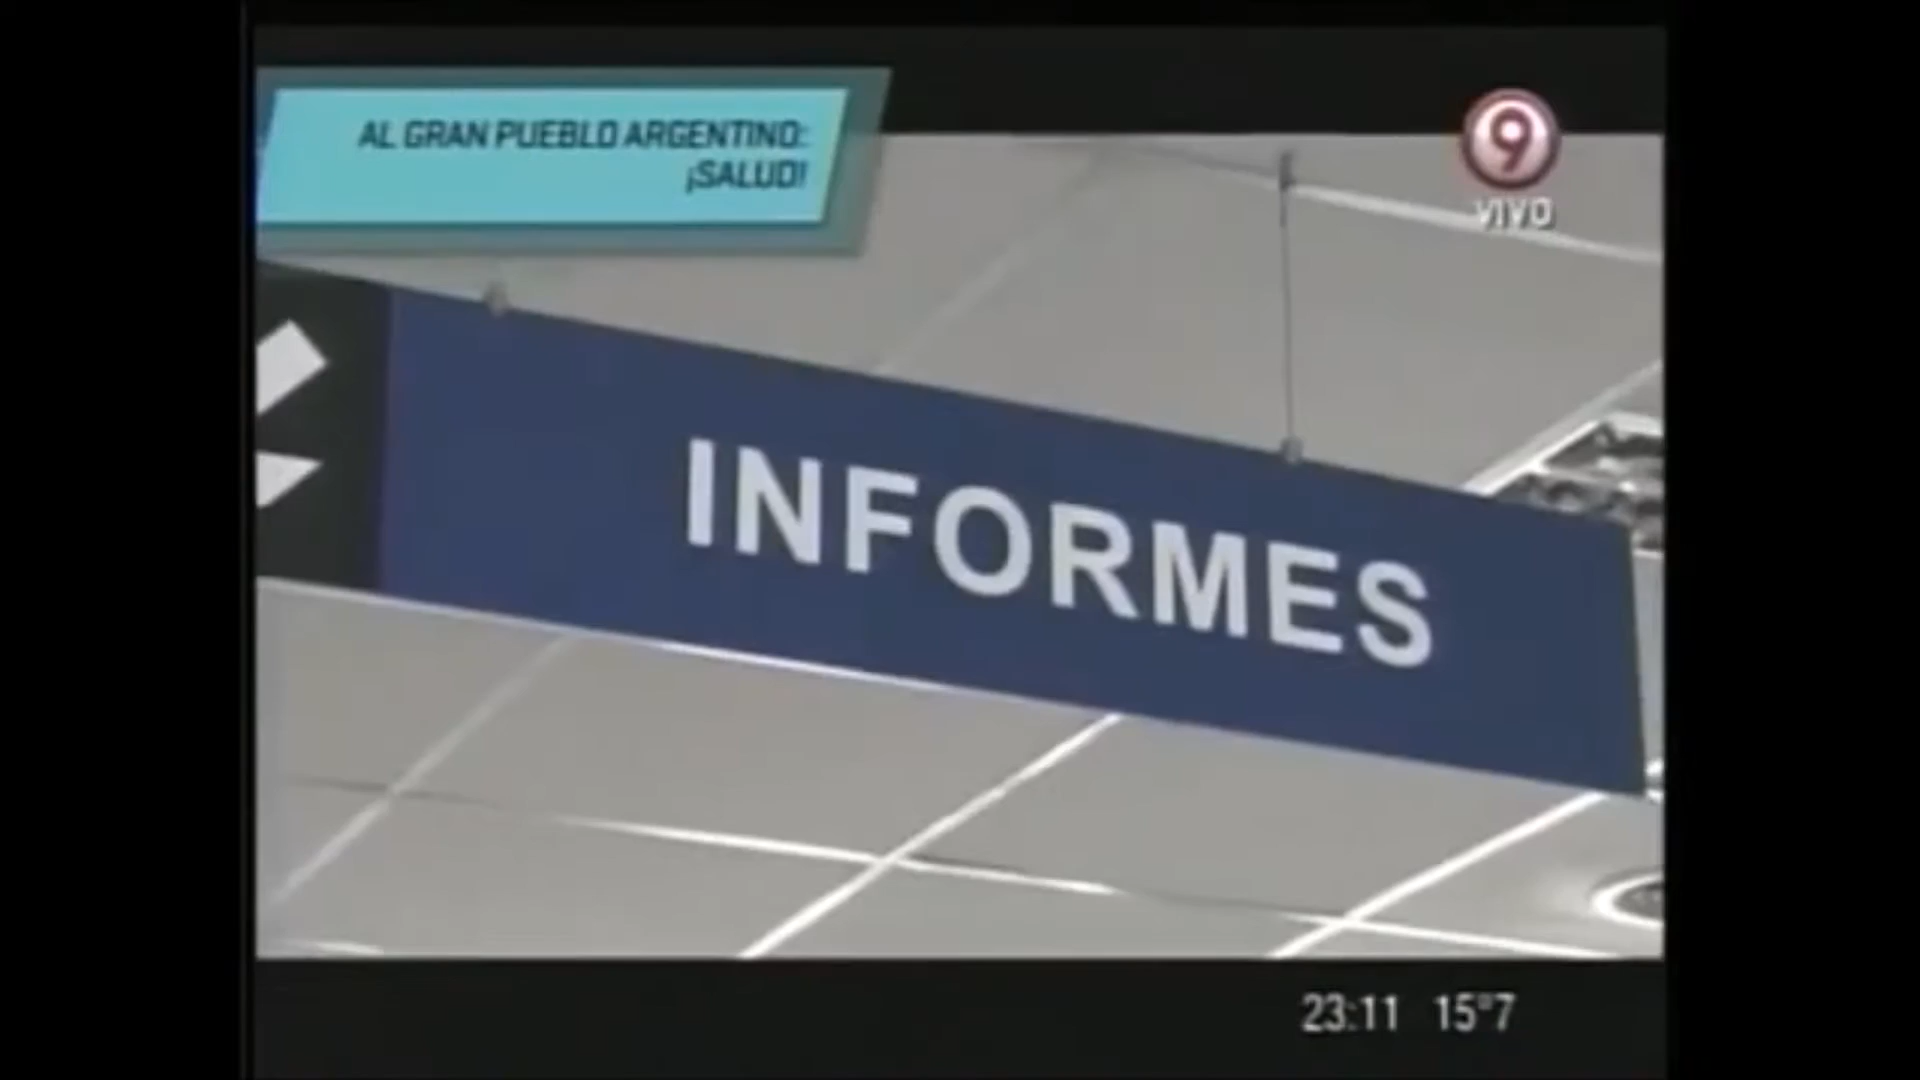 AL GRAN PUEBLO ARGENTINO:
¡SALUD!
9
VIVO
INFORMES
23:11 15°7